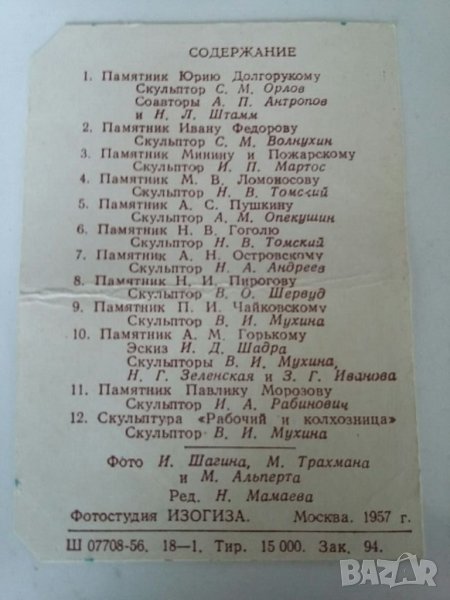 СОДЕРЖАНИЕ
1. Памятник Юрию Долгорукому
Скульптор С. М. Орлов
Соавторы А. П. Антропов
и Н. Л. Штамм
2. Памятник Ивану Федорову
Скульптор С. М. Волнухин
3. Памятник Минину и Пожарскому
Скульптор И. П. Мартос
4. Памятник М. В. Ломоносову
Скульптор Н. В. Томский
5. Памятник А. С. Пушкину
Скульптор А. М. Опекушин
6. Памятник Н. В. Гоголю
Скульптор Н. В. Томский
7. Памятник А. Н. Островскому
Скульптор Н. А. Андреев
8. Памятник Н. И. Пирогову
Скульптор В. О. Шервуд
9. Памятник П. И. Чайковскому
Скульптор В. И. Мухина
10. Памятник А. М. Горькому
Эскиз И. Д. Шадра
Скульпторы В. И. Мухина,
Н. Г. Зеленская и З. Г. Иванова
11. Памятник Павлику Морозову
Скульптор И. А. Рабинович
12. Скульптура «Рабочий и колхозница»
Скульптор В. И. Мухина
Фото И. Шагина, М. Трахмана
и М. Альперта
Ред. Н. Мамаева
Фотостудия ИЗОГИЗА. Москва. 1957 г.
Ш 07708-56. 18—1. Тир. 15 000. Зак. 94.
BAZAR.bg